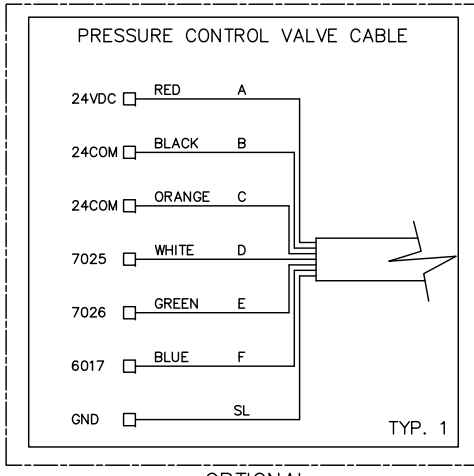 PRESSURE CONTROL VALVE CABLE
24VDC RED A
24COM BLACK B
24COM ORANGE C
7025 WHITE D
7026 GREEN E
6017 BLUE F
GND SL
TYP. 1
OPTIONAL